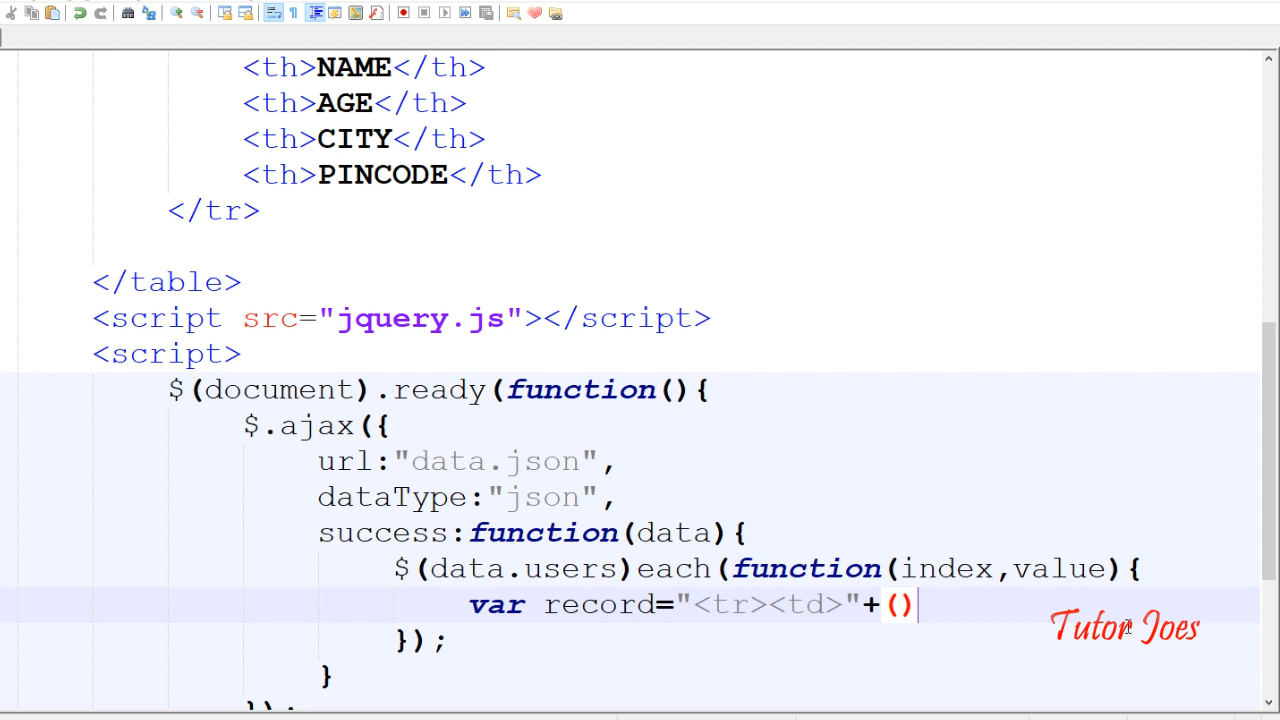 <th>NAME</th>
<th>AGE</th>
<th>CITY</th>
<th>PINCODE</th>
</tr>
</table>
<script src="jquery.js"></script>
<script>
$(document).ready(function(){
$.ajax({
url:"data.json",
dataType:"json",
success:function(data){
$(data.users)each(function(index,value){
var record="<tr><td>"+()
Tutor Joes
});
}
});